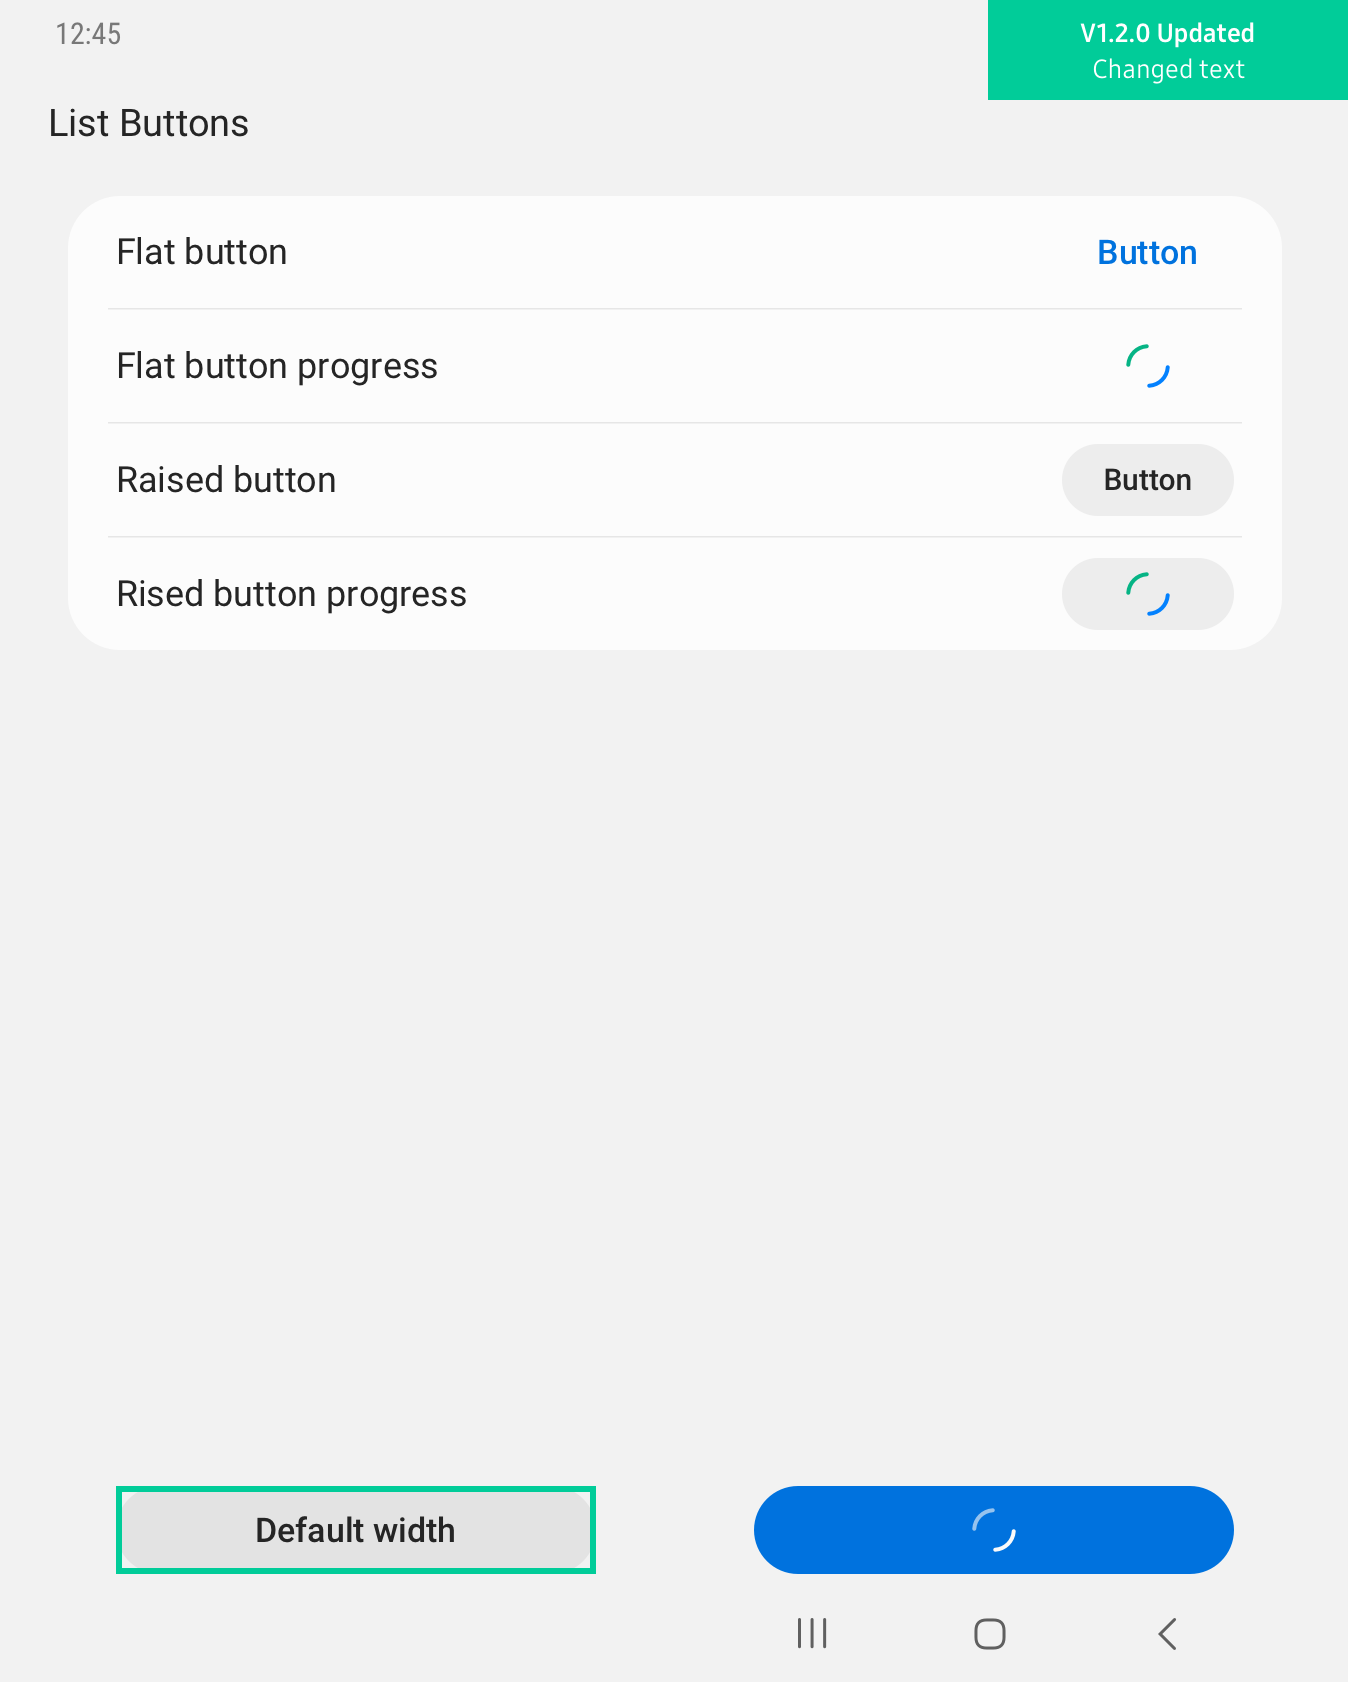 12:45
V1.2.0 Updated
Changed text
List Buttons
Flat button
Button
Flat button progress
Raised button
Button
Rised button progress
Default width